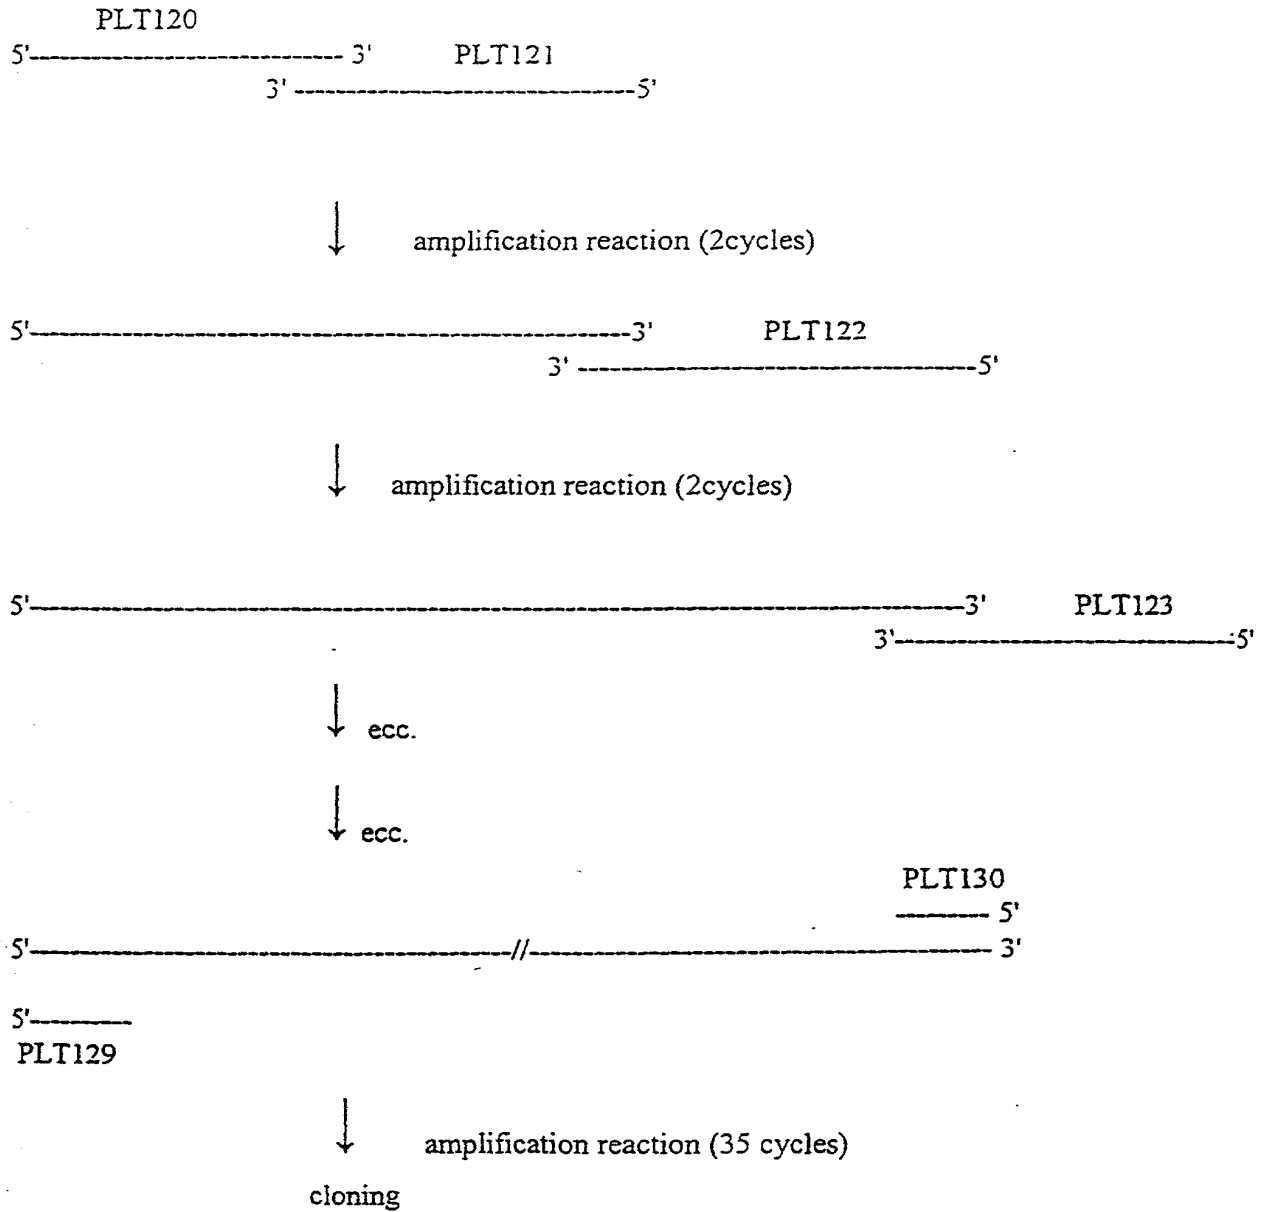 PLT120
5'------------------------- 3' PLT121
3' ---------------------------5'
↓ amplification reaction (2cycles)
5'------------------------------------------------3' PLT122
3' --------------------------------5'
↓ amplification reaction (2cycles)
5'---------------------------------------------------------------------------3' PLT123
3'---------------------------5'
↓ ecc.
↓ ecc.
PLT130
------- 5'
5'---------------------------------------//------------------------------------- 3'
5'--------
PLT129
↓ amplification reaction (35 cycles)
cloning